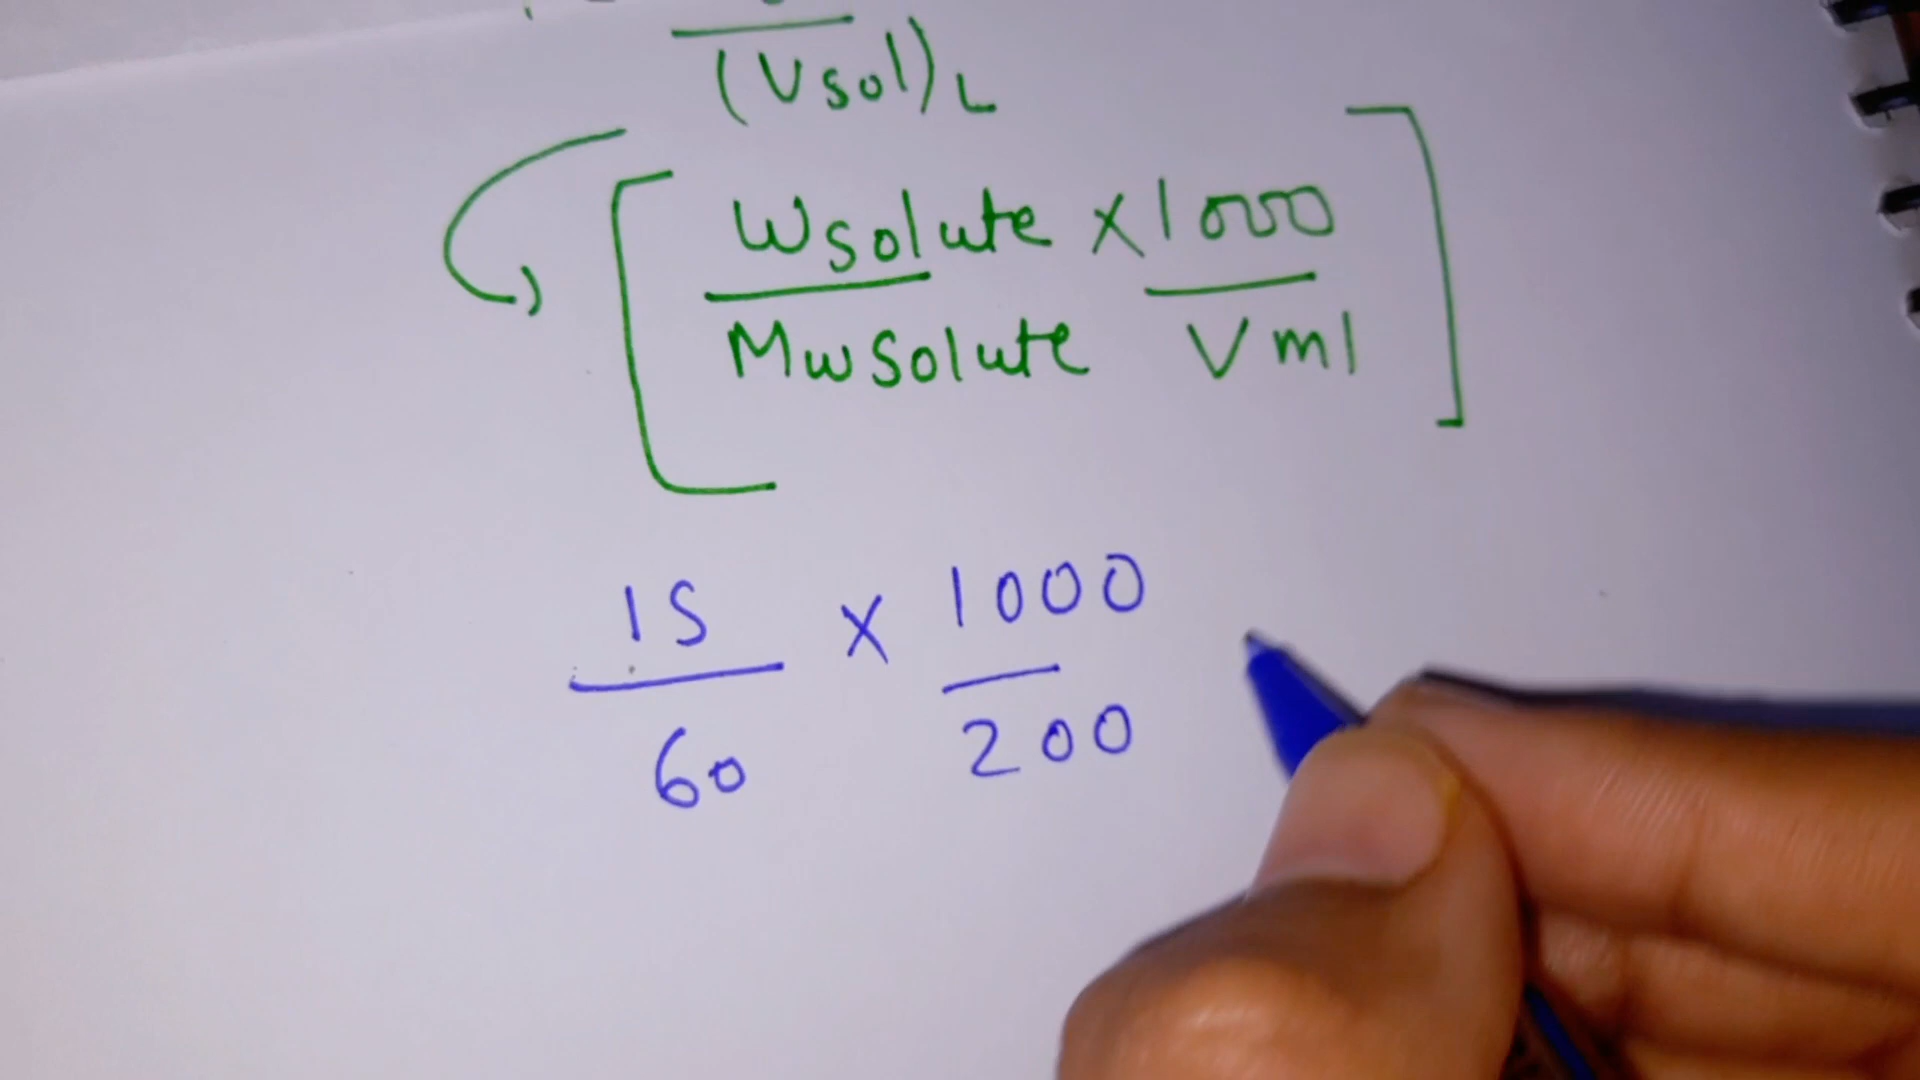 (Vsol)L
Wsolute × 1000
Mwsolute Vml
15 × 1000
60 200